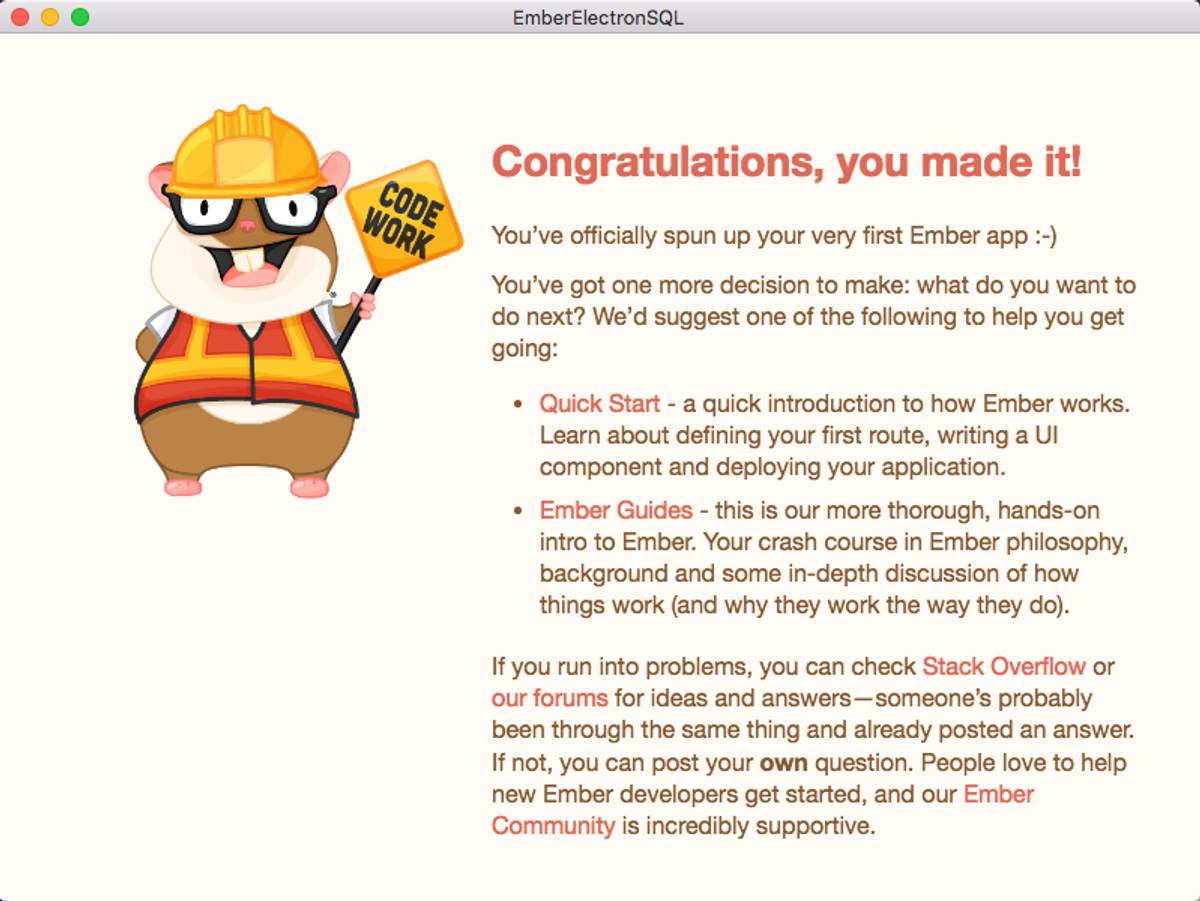 EmberElectronSQL
CODE
WORK
Congratulations, you made it!
You’ve officially spun up your very first Ember app :-)
You’ve got one more decision to make: what do you want to
do next? We’d suggest one of the following to help you get
going:
• Quick Start - a quick introduction to how Ember works.
Learn about defining your first route, writing a UI
component and deploying your application.
• Ember Guides - this is our more thorough, hands-on
intro to Ember. Your crash course in Ember philosophy,
background and some in-depth discussion of how
things work (and why they work the way they do).
If you run into problems, you can check Stack Overflow or
our forums for ideas and answers—someone’s probably
been through the same thing and already posted an answer.
If not, you can post your own question. People love to help
new Ember developers get started, and our Ember
Community is incredibly supportive.